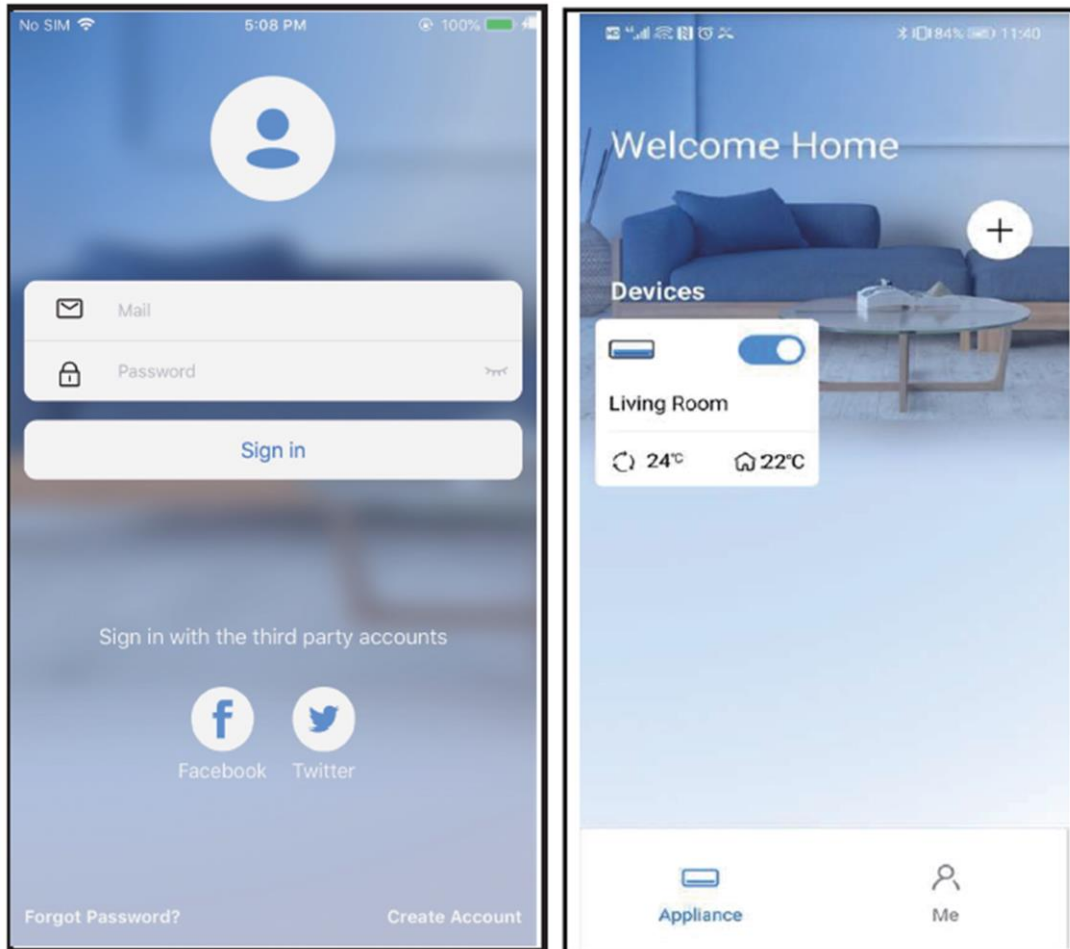 No SIM 5:08 PM 100%
Mail
Password
Sign in
Sign in with the third party accounts
Facebook Twitter
Forgot Password? Create Account
HD 84% 11:40
Welcome Home
+
Devices
Living Room
24°C 22°C
Appliance Me